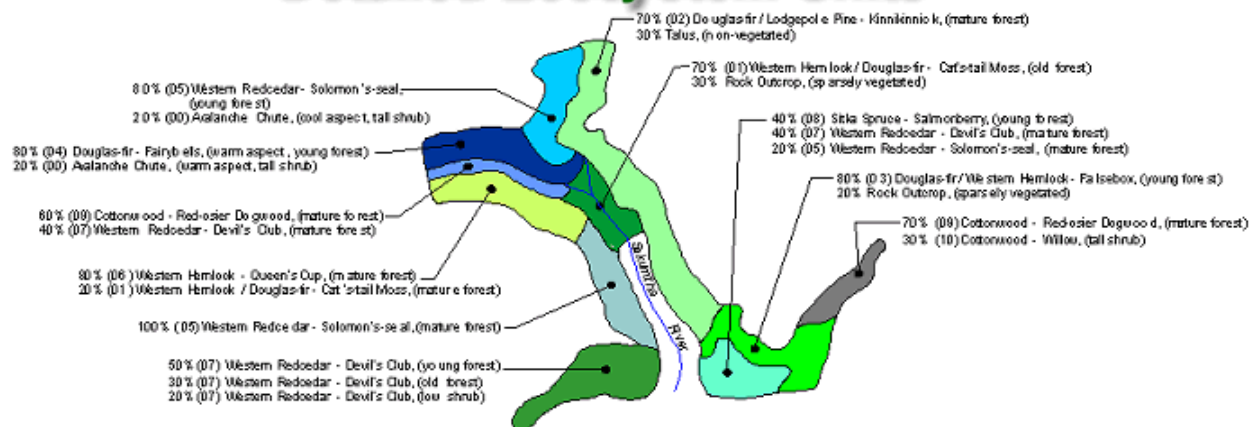 70% (02) Douglas-fir / Lodgepole Pine - Kinnikinnick, (mature forest)
30% Talus, (non-vegetated)
70% (01) Western Hemlock / Douglas-fir - Cat's-tail Moss, (old forest)
30% Rock Outcrop, (sparsely vegetated)
80% (05) Western Redcedar- Solomon's-seal,
(young forest)
20% (00) Avalanche Chute, (cool aspect, tall shrub)
40% (08) Sitka Spruce - Salmonberry, (young forest)
40% (07) Western Redcedar - Devil's Club, (mature forest)
20% (05) Western Redcedar - Solomon's-seal, (mature forest)
80% (04) Douglas-fir - Fairybells, (warm aspect, young forest)
20% (00) Avalanche Chute, (warm aspect, tall shrub)
80% (03) Douglas-fir/ Western Hemlock - Falsebox, (young forest)
20% Rock Outcrop, (sparsely vegetated)
60% (09) Cottonwood - Red-osier Dogwood, (mature forest)
40% (07) Western Redcedar- Devil's Club, (mature forest)
70% (09) Cottonwood - Red-osier Dogwood, (mature forest)
30% (10) Cottonwood - Willow, (tall shrub)
80% (06) Western Hemlock - Queen's Cup, (mature forest)
20% (01) Western Hemlock / Douglas-fir - Cat's-tail Moss, (mature forest)
100% (05) Western Redcedar- Solomon's-seal, (mature forest)
50% (07) Western Redcedar - Devil's Club, (young forest)
30% (07) Western Redcedar - Devil's Club, (old forest)
20% (07) Western Redcedar - Devil's Club, (low shrub)
River